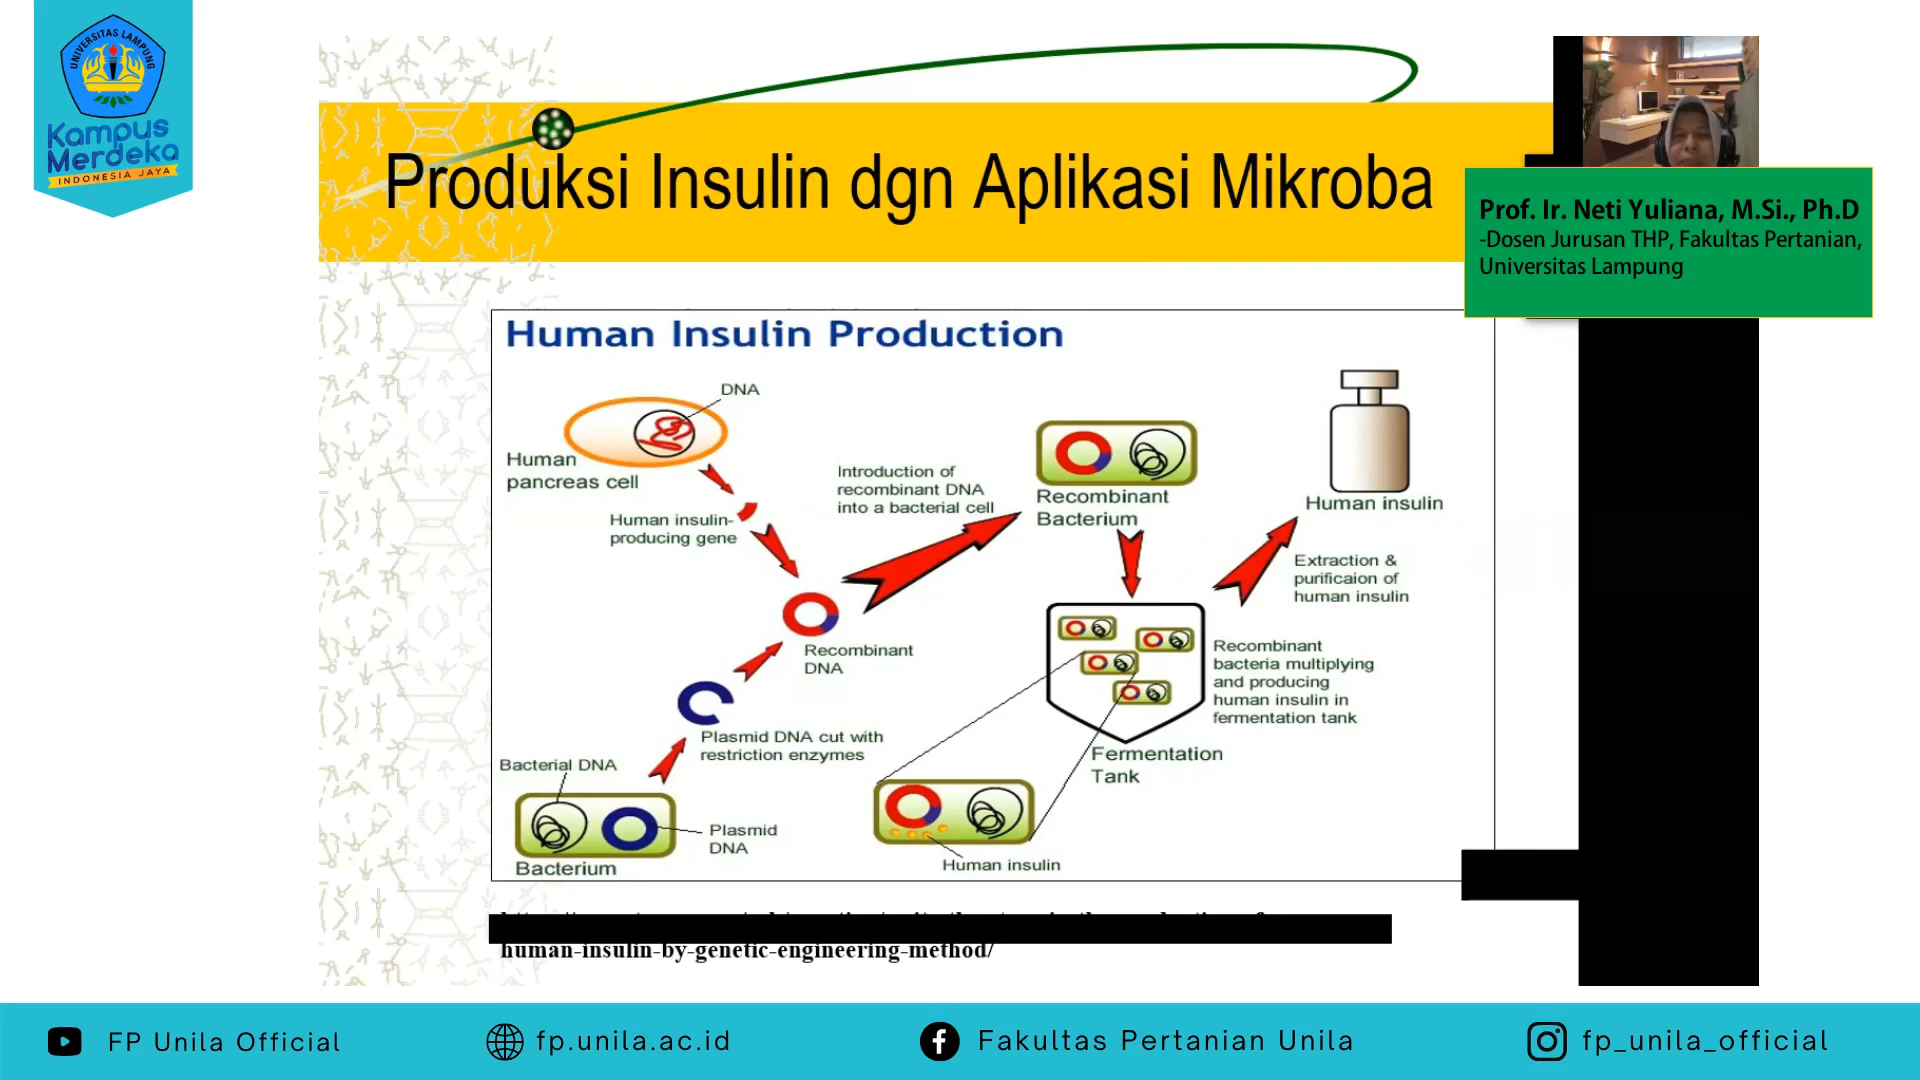 UNIVERSITAS LAMPUNG
Kampus
Merdeka
INDONESIA JAYA
Produksi Insulin dgn Aplikasi Mikroba
Prof. Ir. Neti Yuliana, M.Si., Ph.D
-Dosen Jurusan THP, Fakultas Pertanian,
Universitas Lampung
Human Insulin Production
DNA
Human
pancreas cell
Human insulin-
producing gene
Introduction of
recombinant DNA
into a bacterial cell
Recombinant
Bacterium
Human insulin
Extraction &
purificaion of
human insulin
Recombinant
DNA
Recombinant
bacteria multiplying
and producing
human insulin in
fermentation tank
Plasmid DNA cut with
restriction enzymes
Fermentation
Tank
Bacterial DNA
Plasmid
DNA
Bacterium
Human insulin
human-insulin-by-genetic-engineering-method/
FP Unila Official
fp.unila.ac.id
Fakultas Pertanian Unila
fp_unila_official